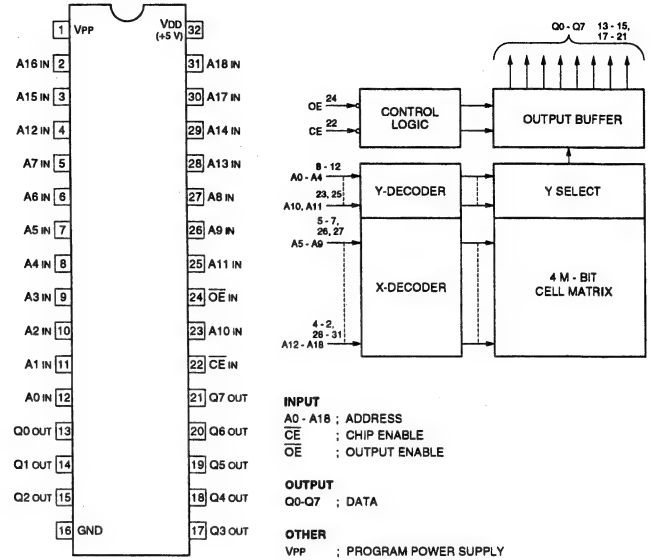 1 VPP VDD 32
(+5 V)
A16 IN 2 31 A18 IN
A15 IN 3 30 A17 IN
A12 IN 4 29 A14 IN
A7 IN 5 28 A13 IN
A6 IN 6 27 A8 IN
A5 IN 7 26 A9 IN
A4 IN 8 25 A11 IN
A3 IN 9 24 OE IN
A2 IN 10 23 A10 IN
A1 IN 11 22 CE IN
A0 IN 12 21 Q7 OUT
Q0 OUT 13 20 Q6 OUT
Q1 OUT 14 19 Q5 OUT
Q2 OUT 15 18 Q4 OUT
16 GND 17 Q3 OUT
Q0 - Q7 13 - 15,
17 - 21
OE 24
CE 22
CONTROL
LOGIC
OUTPUT BUFFER
8 - 12
A0 - A4
23, 25
A10, A11
Y-DECODER
Y SELECT
5 - 7,
26, 27
A5 - A9
X-DECODER
4 M - BIT
CELL MATRIX
4 - 2,
28 - 31
A12 - A18
INPUT
A0 - A18 ; ADDRESS
CE ; CHIP ENABLE
OE ; OUTPUT ENABLE
OUTPUT
Q0-Q7 ; DATA
OTHER
VPP ; PROGRAM POWER SUPPLY